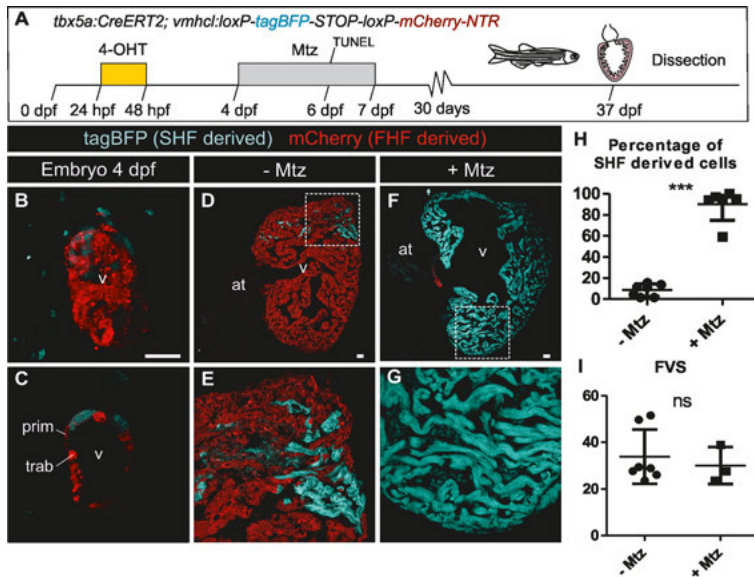 A
tbx5a:CreERT2; vmhcl:loxP-tagBFP-STOP-loxP-mCherry-NTR
4-OHT
Mtz
TUNEL
Dissection
0 dpf
24 hpf
48 hpf
4 dpf
6 dpf
7 dpf
30 days
37 dpf
tagBFP (SHF derived) mCherry (FHF derived)
Embryo 4 dpf
- Mtz
+ Mtz
B
v
D
at
v
F
at
v
C
prim
trab
v
E
G
H
Percentage of
SHF derived cells
***
100
80
60
40
20
0
- Mtz
+ Mtz
I
FVS
ns
60
40
20
0
- Mtz
+ Mtz